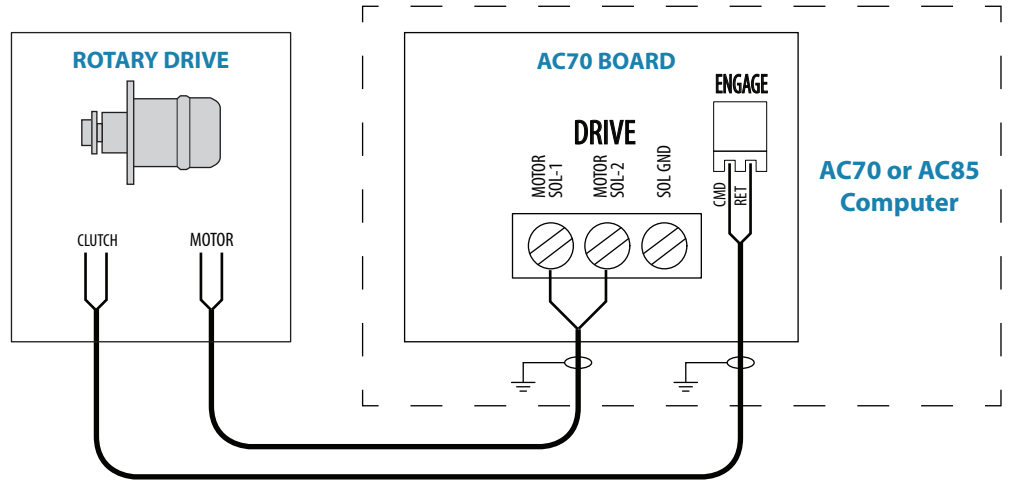 ROTARY DRIVE
CLUTCH
MOTOR
AC70 BOARD
ENGAGE
DRIVE
MOTOR
SOL-1
MOTOR
SOL-2
SOL GND
CMD
RET
AC70 or AC85
Computer